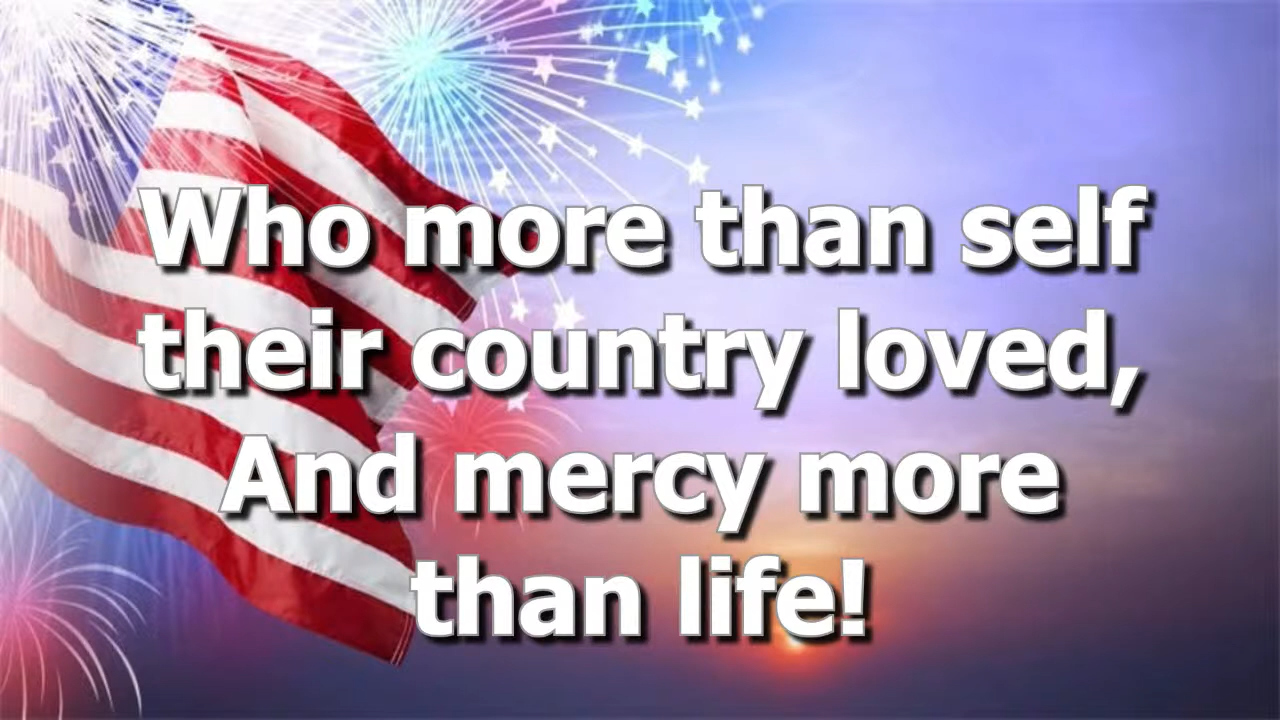 Who more than self
their country loved,
And mercy more
than life!